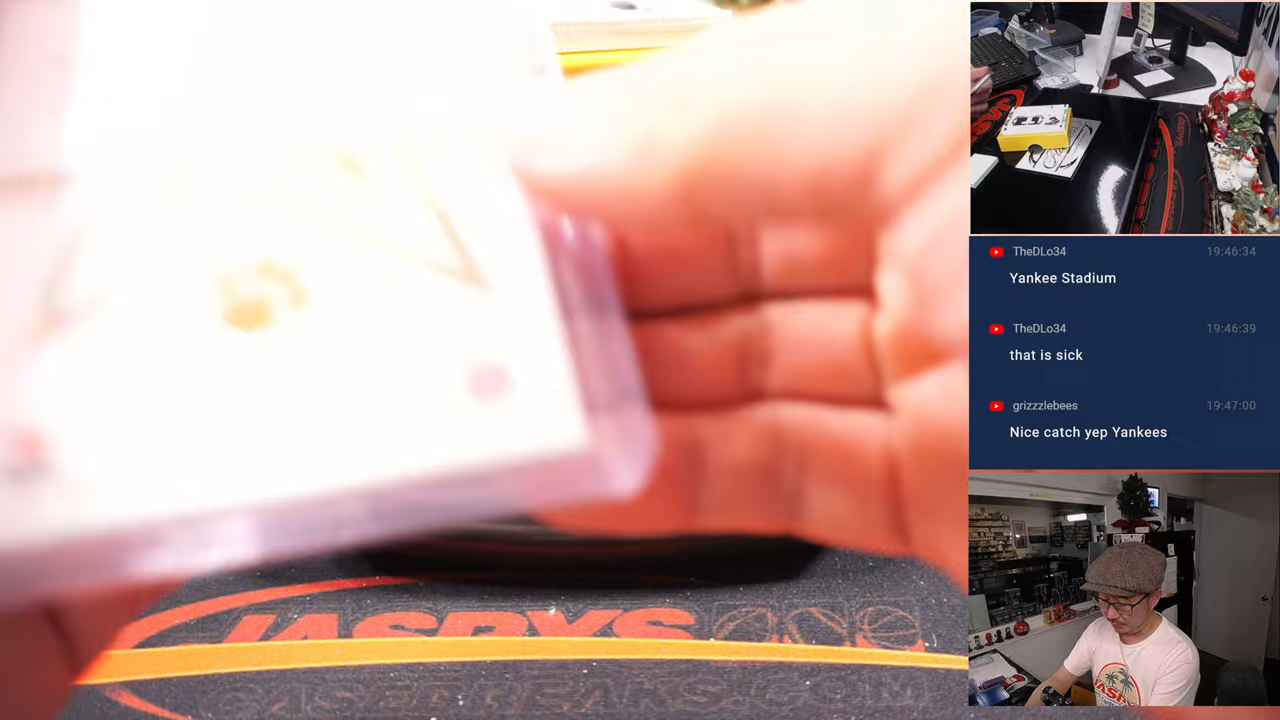 TheDLo34 19:46:34
Yankee Stadium
TheDLo34 19:46:39
that is sick
grizzzlebees 19:47:00
Nice catch yep Yankees
JASPYS